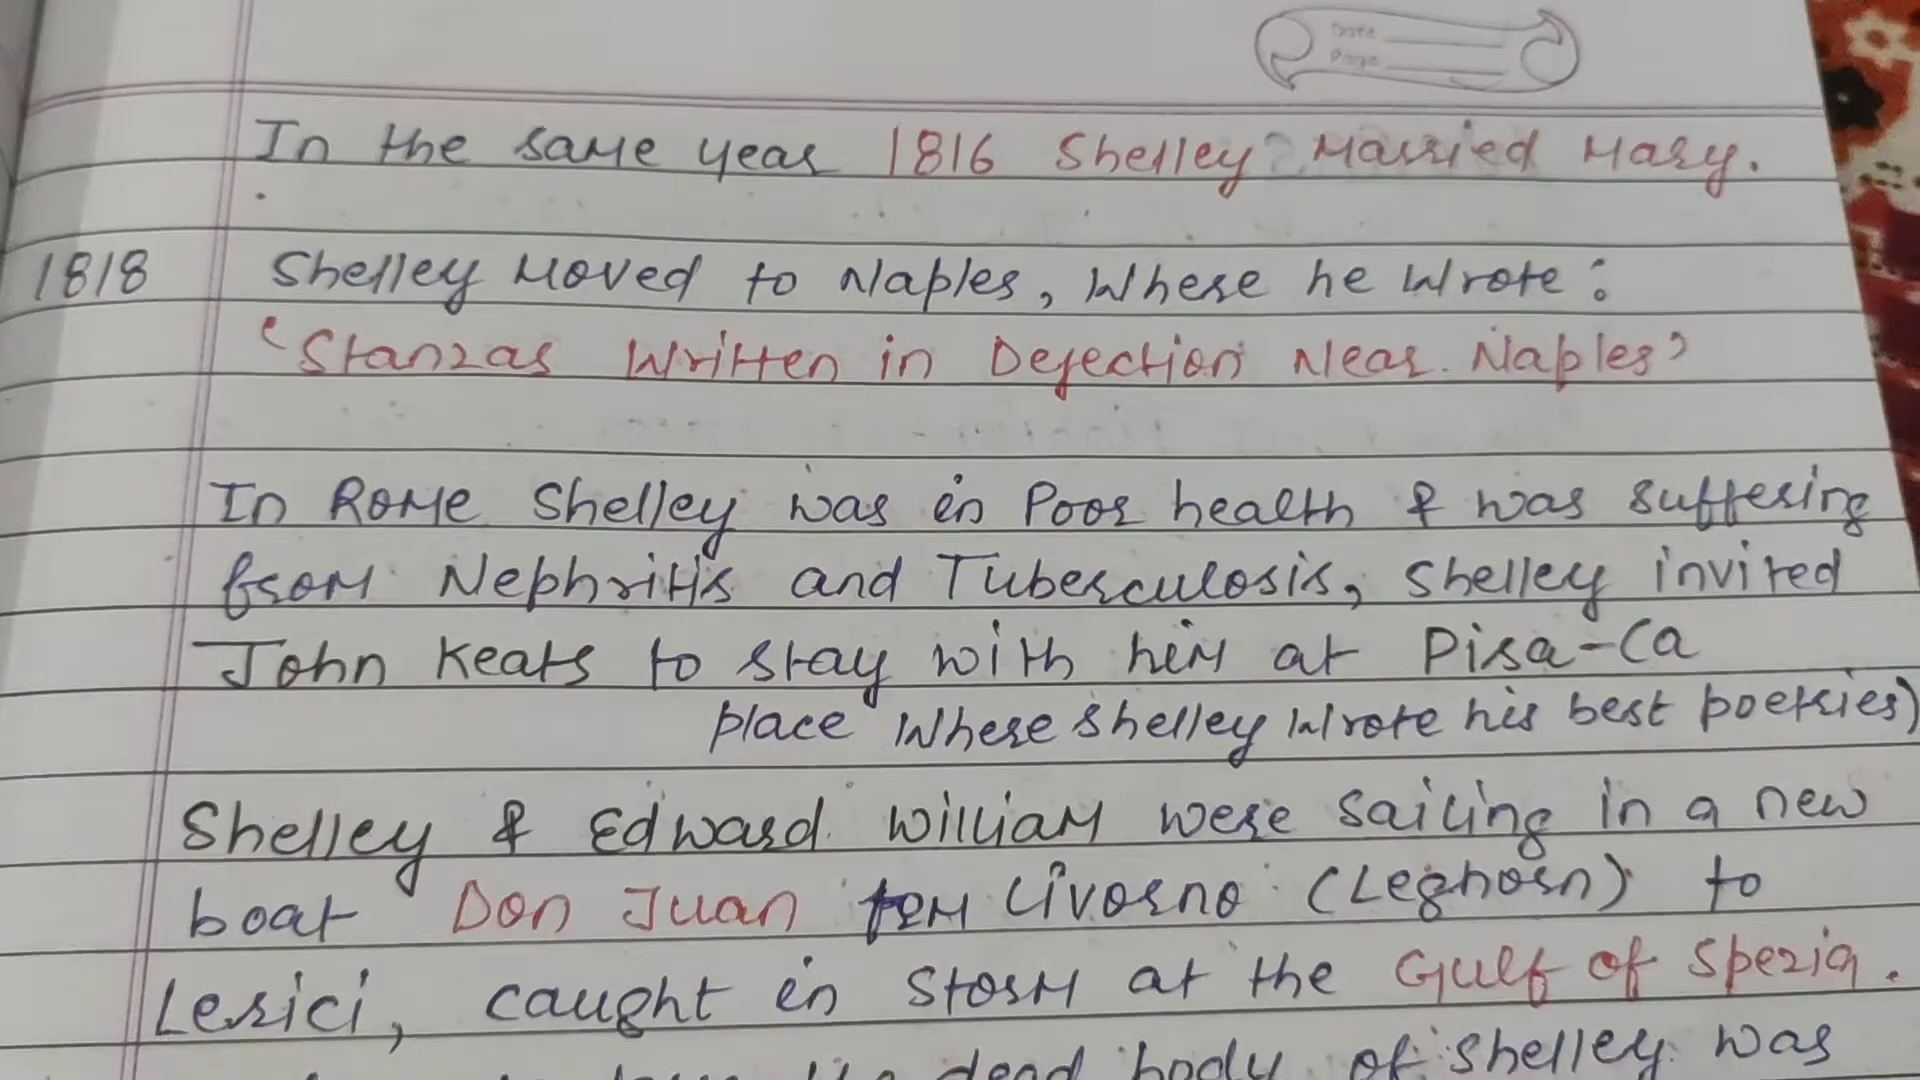 Date
Page
In the same year 1816 Shelley married Mary.
1818 Shelley moved to Naples, Where he Wrote:
'Stanzas Written in Dejection Near Naples'
In Rome Shelley was in Poor health & was suffering
from Nephritis and Tuberculosis, Shelley invited
John Keats to stay with him at Pisa-(a
place Where Shelley Wrote his best poetries)
Shelley & Edward William were sailing in a new
boat Don Juan from Livorno (Leghorn) to
Lerici, caught in storm at the Gulf of Spezia.
dead body of Shelley was